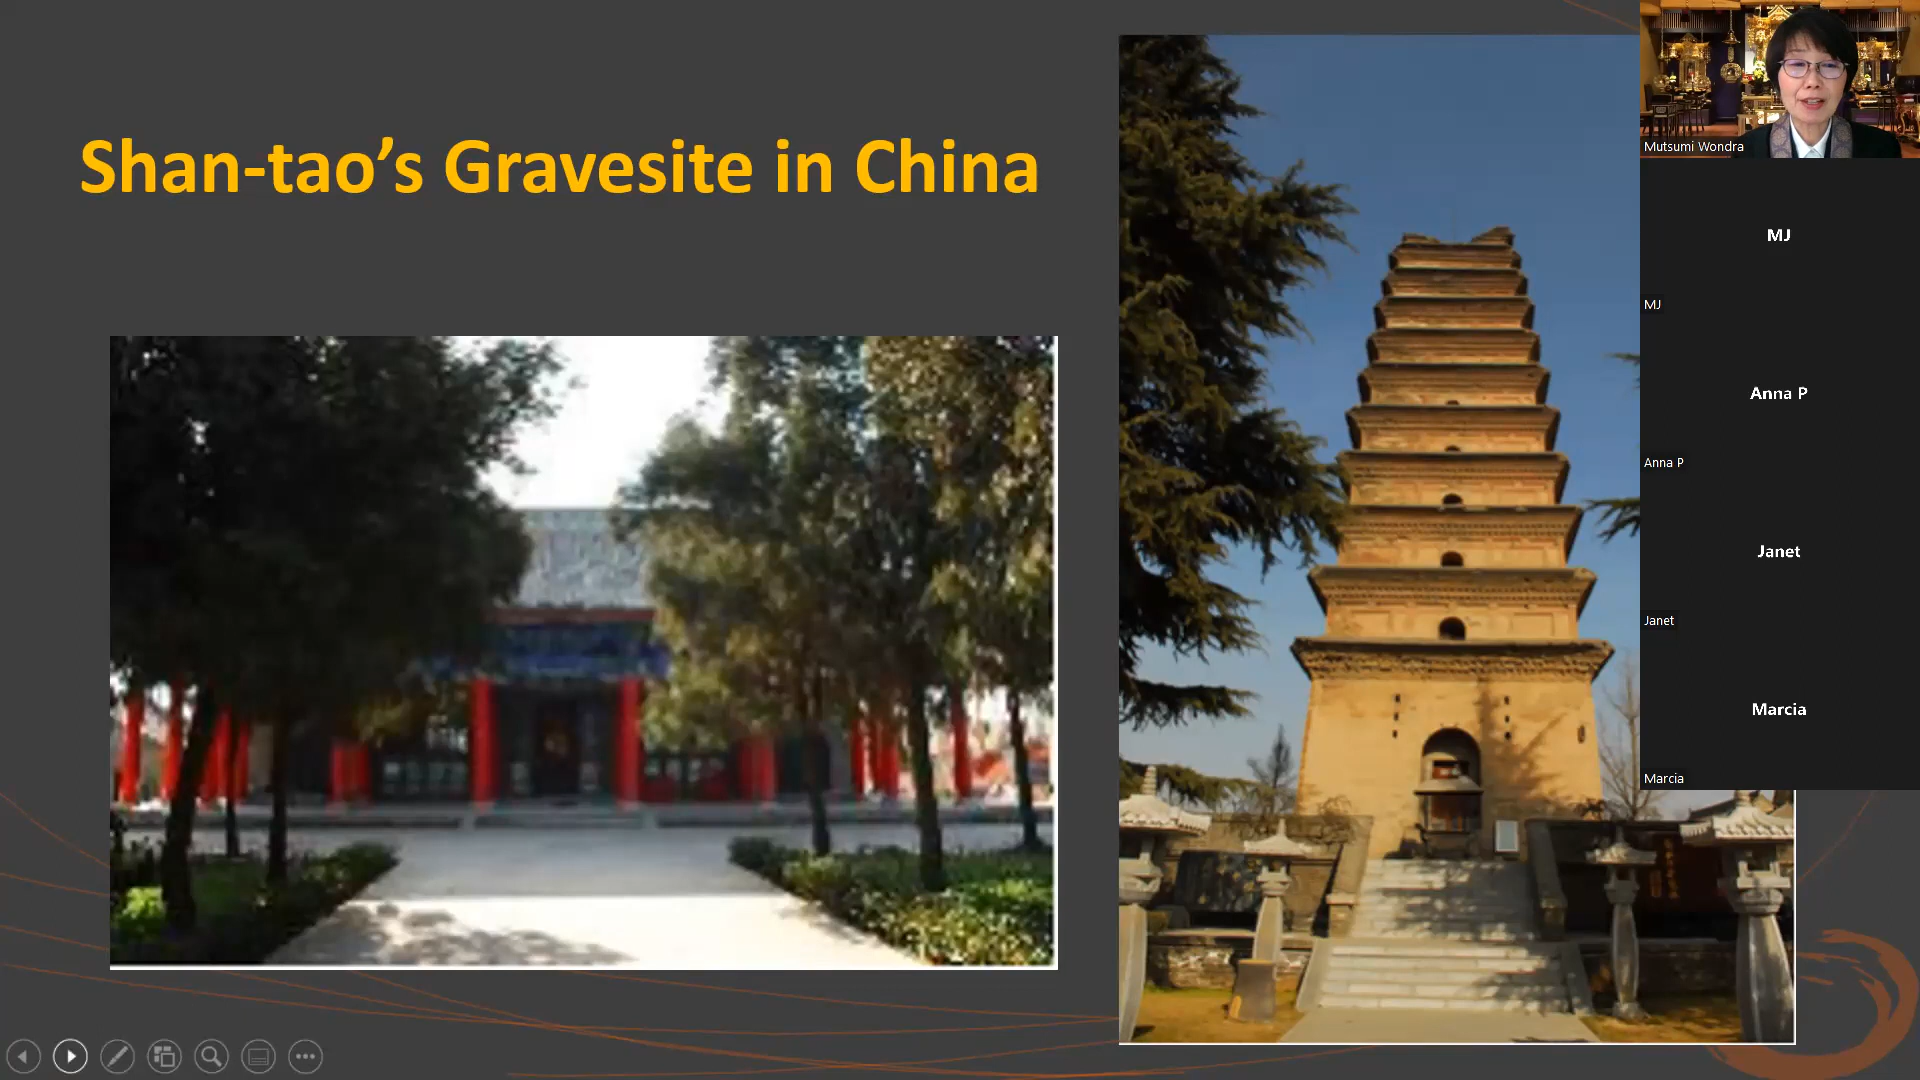 Shan-tao’s Gravesite in China
Mutsumi Wondra
MJ
MJ
Anna P
Anna P
Janet
Janet
Marcia
Marcia